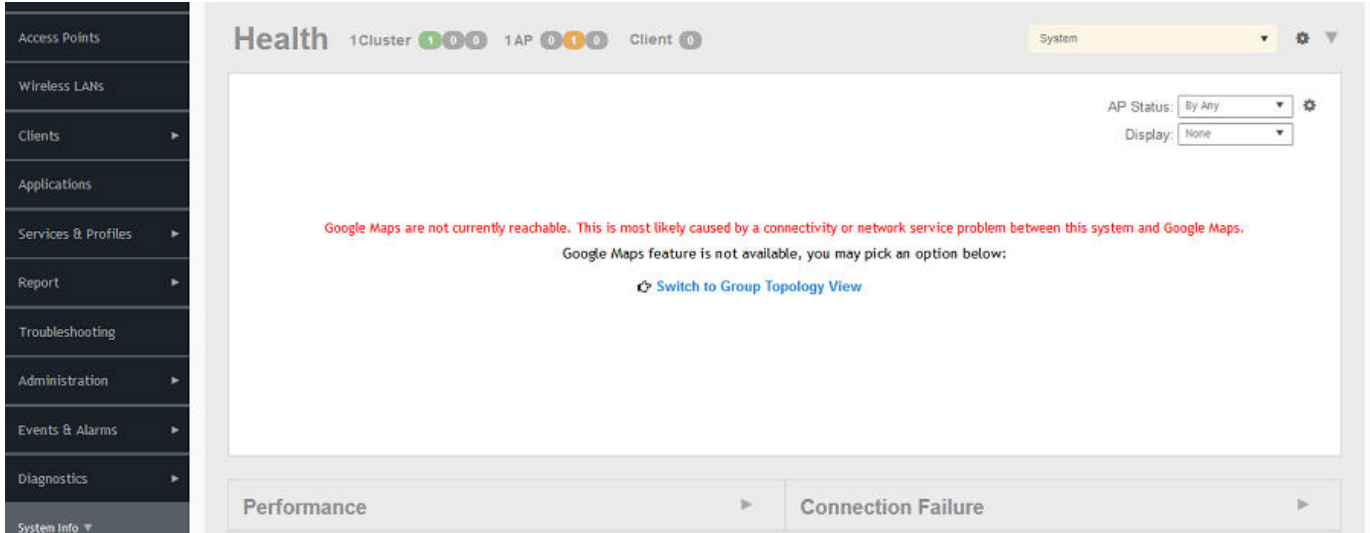 Access Points
Wireless LANs
Clients
Applications
Services & Profiles
Report
Troubleshooting
Administration
Events & Alarms
Diagnostics
System Info
Health 1Cluster 1 0 0 1AP 0 1 0 Client 0
System
AP Status: By Any
Display: None
Google Maps are not currently reachable. This is most likely caused by a connectivity or network service problem between this system and Google Maps.
Google Maps feature is not available, you may pick an option below:
Switch to Group Topology View
Performance
Connection Failure